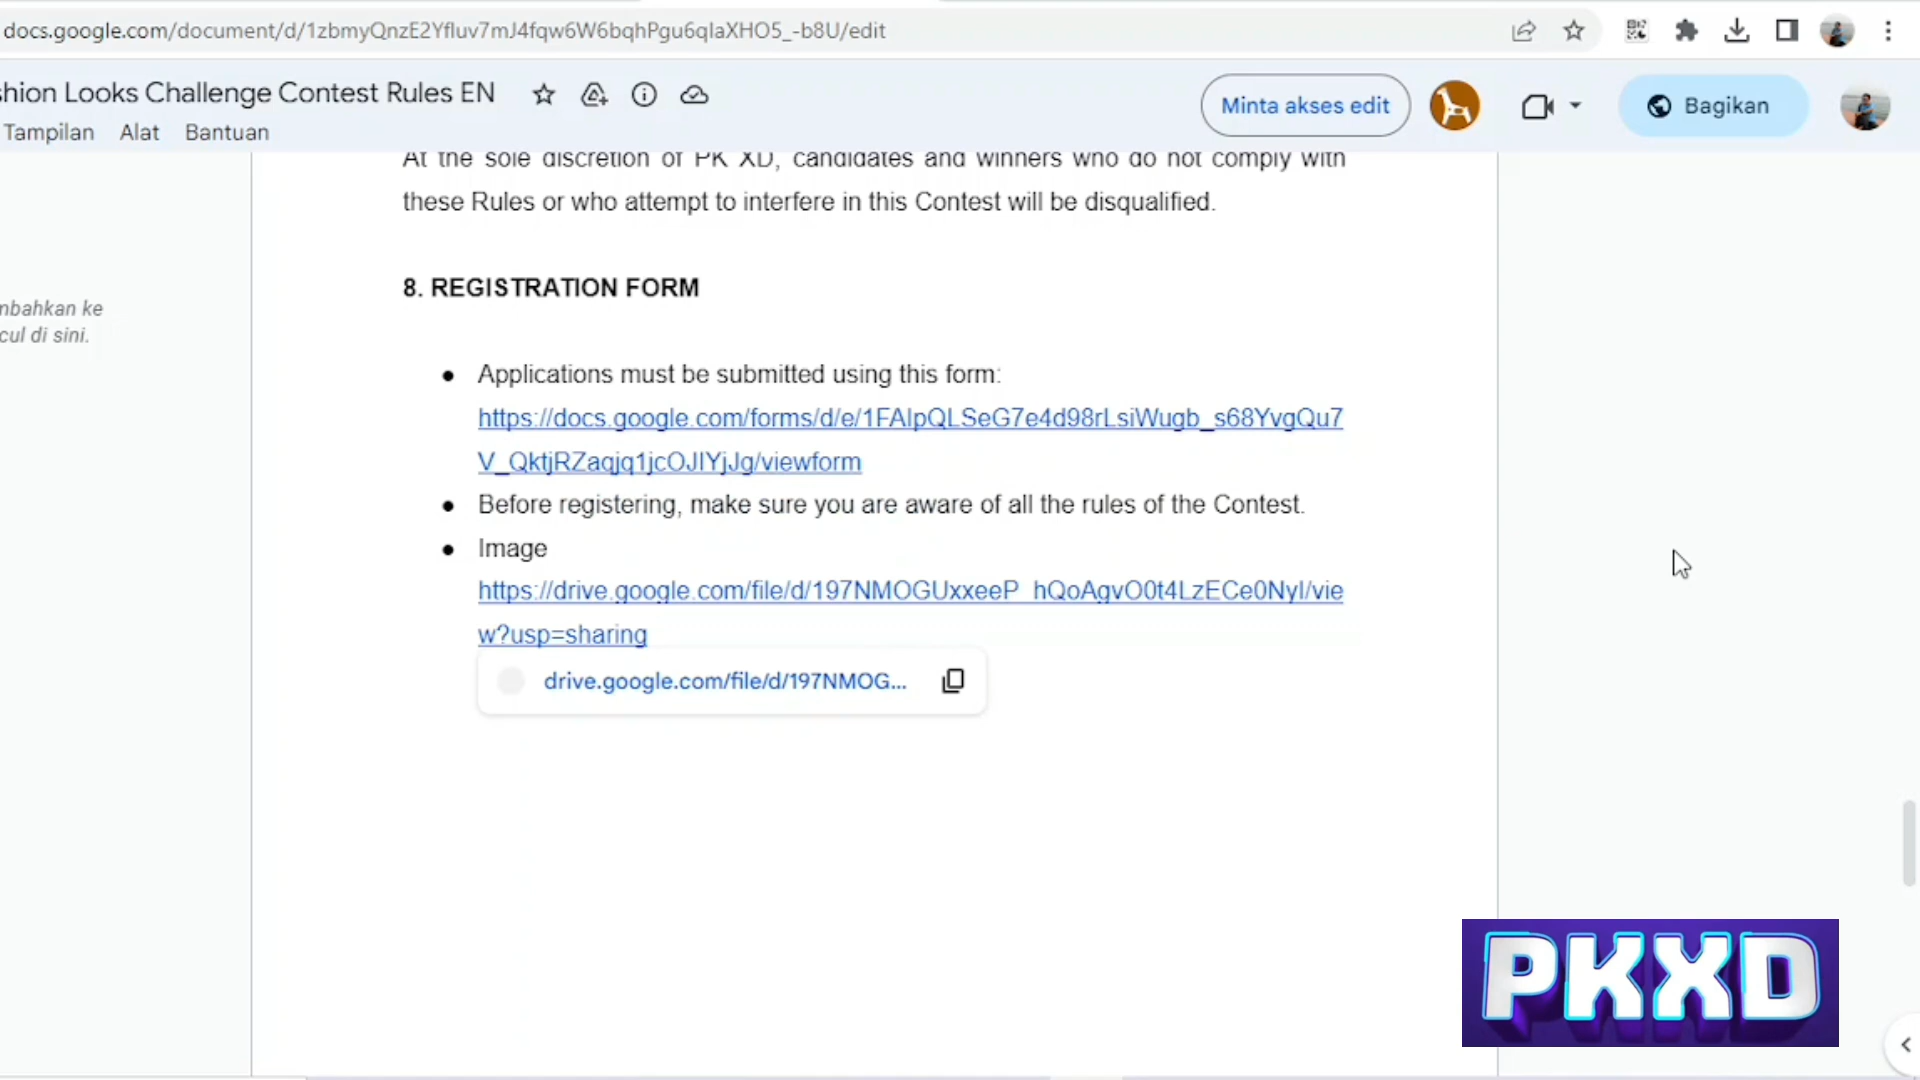 docs.google.com/document/d/1zbmyQnzE2Yfluv7mJ4fqw6W6bqhPgu6qlaXHO5_-b8U/edit
shion Looks Challenge Contest Rules EN
Minta akses edit
Bagikan
Tampilan Alat Bantuan
At the sole discretion of PK XD, candidates and winners who do not comply with
these Rules or who attempt to interfere in this Contest will be disqualified.
8. REGISTRATION FORM
mbahkan ke
cul di sini.
● Applications must be submitted using this form:
https://docs.google.com/forms/d/e/1FAIpQLSeG7e4d98rLsiWugb_s68YvgQu7
V_QktjRZaqjq1jcOJIYjJg/viewform
● Before registering, make sure you are aware of all the rules of the Contest.
● Image
https://drive.google.com/file/d/197NMOGUxxeeP_hQoAgvO0t4LzECe0NyI/vie
w?usp=sharing
drive.google.com/file/d/197NMOG...
PKXD